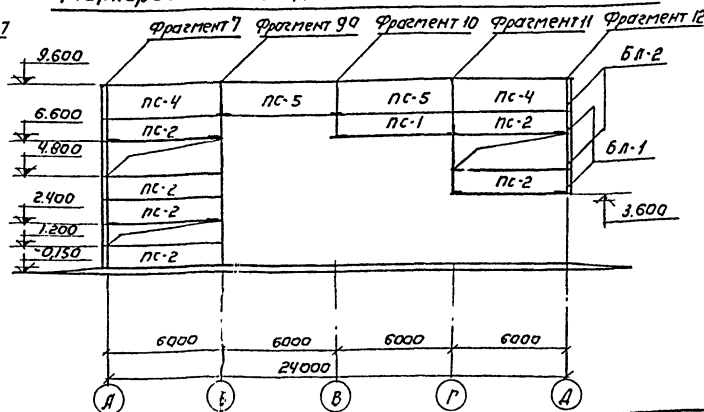 7
Фрагмент 7 Фрагмент 9а Фрагмент 10 Фрагмент 11 Фрагмент 12
9.600
6.600
4.800
2.400
1.200
-0.150
ПС-4 ПС-5 ПС-5 ПС-4
ПС-2 ПС-1 ПС-2
ПС-2 ПС-2
ПС-2
ПС-2
БЛ-2
БЛ-1
3.600
6000 6000 6000 6000
24000
А Б В Г Д